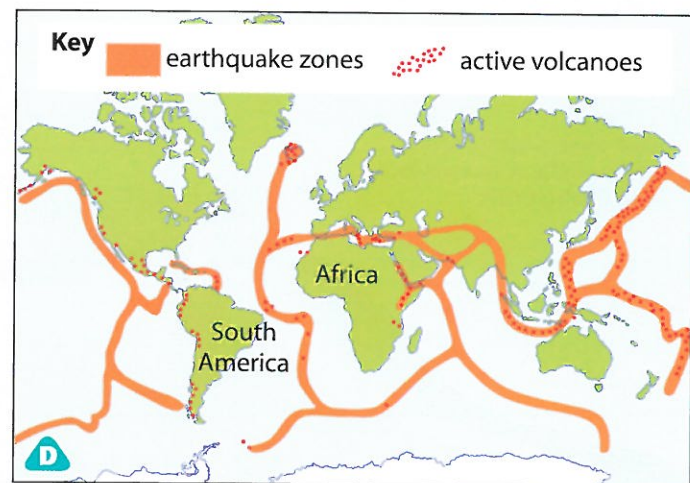 Key earthquake zones active volcanoes
Africa
South
America
D